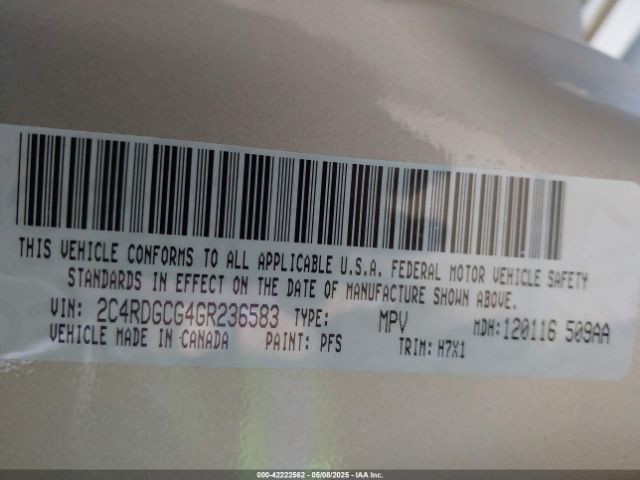 THIS VEHICLE CONFORMS TO ALL APPLICABLE U.S.A. FEDERAL MOTOR VEHICLE SAFETY
STANDARDS IN EFFECT ON THE DATE OF MANUFACTURE SHOWN ABOVE.
VIN: 2C4RDGCG4GR236583 TYPE: MPV MDH: 120116 509AA
VEHICLE MADE IN CANADA PAINT: PFS TRIM: H7X1
000-42222562 05/08/2025 - IAA Inc.